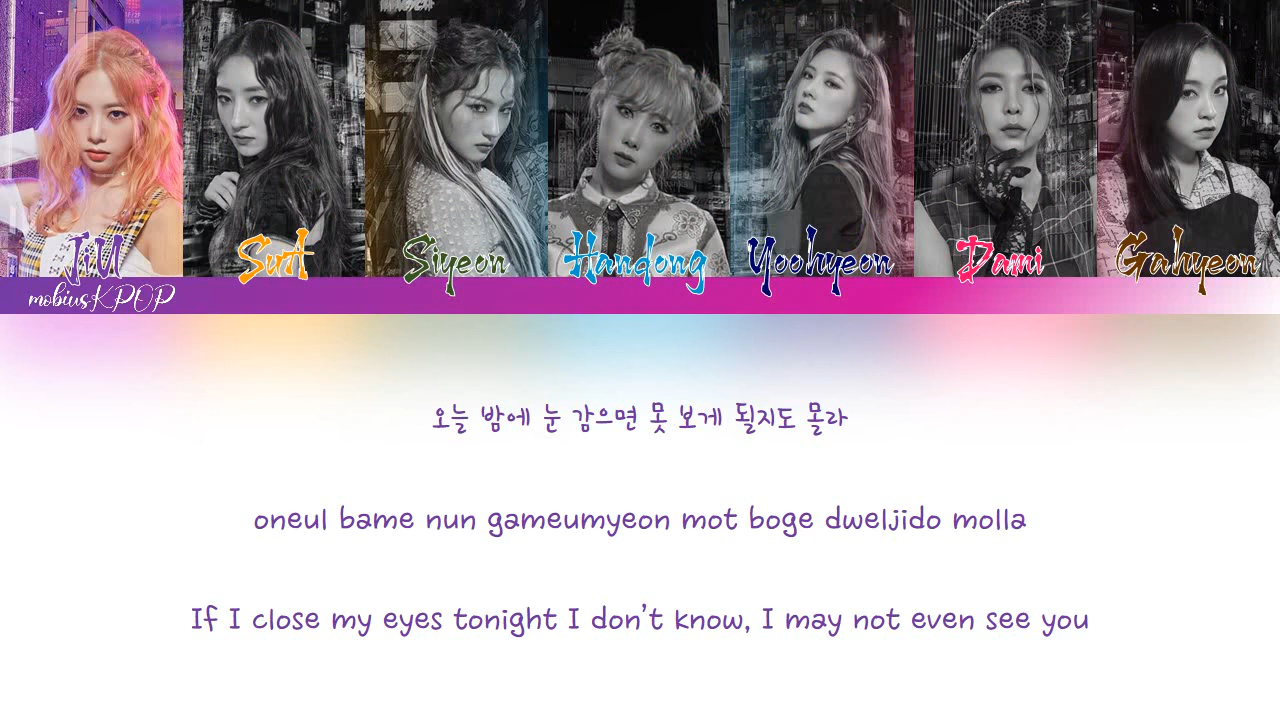 JiU SuA Siyeon Handong Yoohyeon Dami Gahyeon
mobiusKPOP
오늘 밤에 눈 감으면 못 보게 될지도 몰라
oneul bame nun gameumyeon mot boge dweljido molla
If I close my eyes tonight I don't know, I may not even see you